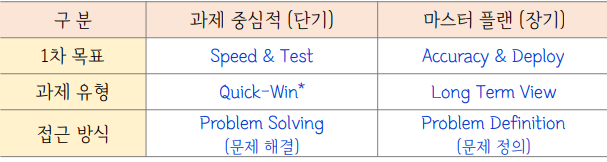 구 분 과제 중심적 (단기) 마스터 플랜 (장기)
1차 목표 Speed & Test Accuracy & Deploy
과제 유형 Quick-Win* Long Term View
접근 방식 Problem Solving Problem Definition
(문제 해결) (문제 정의)